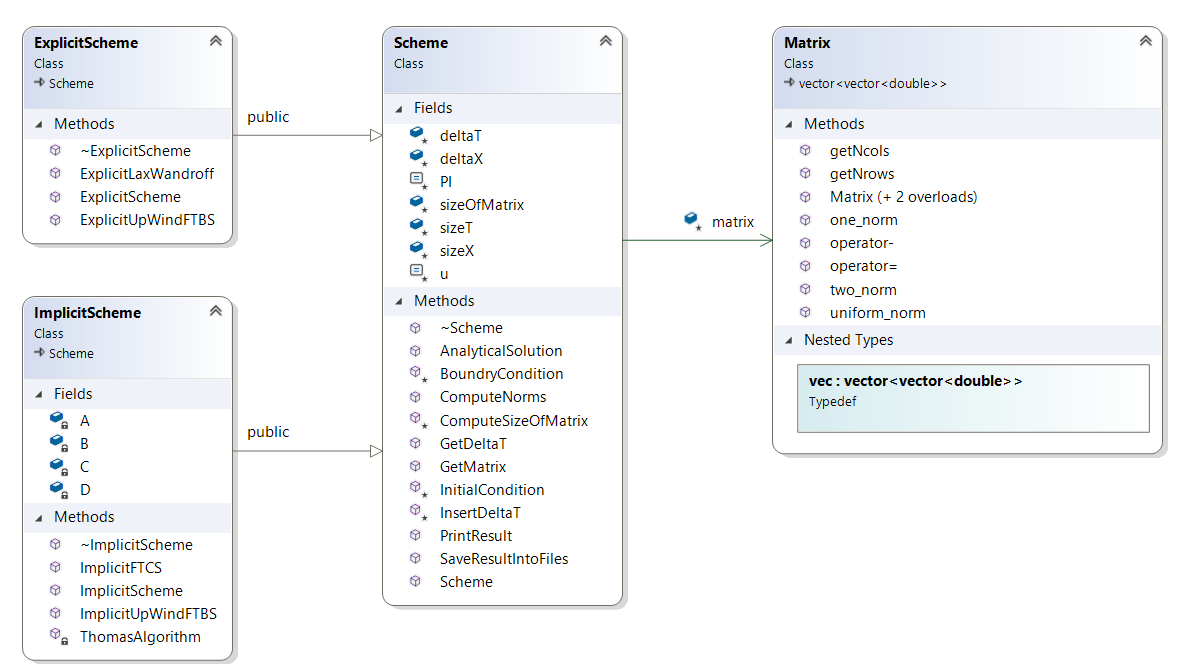 ExplicitScheme
Class
Scheme
Methods
~ExplicitScheme
ExplicitLaxWandroff
ExplicitScheme
ExplicitUpWindFTBS
public
ImplicitScheme
Class
Scheme
Fields
A
B
C
D
Methods
~ImplicitScheme
ImplicitFTCS
ImplicitScheme
ImplicitUpWindFTBS
ThomasAlgorithm
public
Scheme
Class
Fields
deltaT
deltaX
PI
sizeOfMatrix
sizeT
sizeX
u
Methods
~Scheme
AnalyticalSolution
BoundryCondition
ComputeNorms
ComputeSizeOfMatrix
GetDeltaT
GetMatrix
InitialCondition
InsertDeltaT
PrintResult
SaveResultIntoFiles
Scheme
matrix
Matrix
Class
vector<vector<double>>
Methods
getNcols
getNrows
Matrix (+ 2 overloads)
one_norm
operator-
operator=
two_norm
uniform_norm
Nested Types
vec : vector<vector<double>>
Typedef